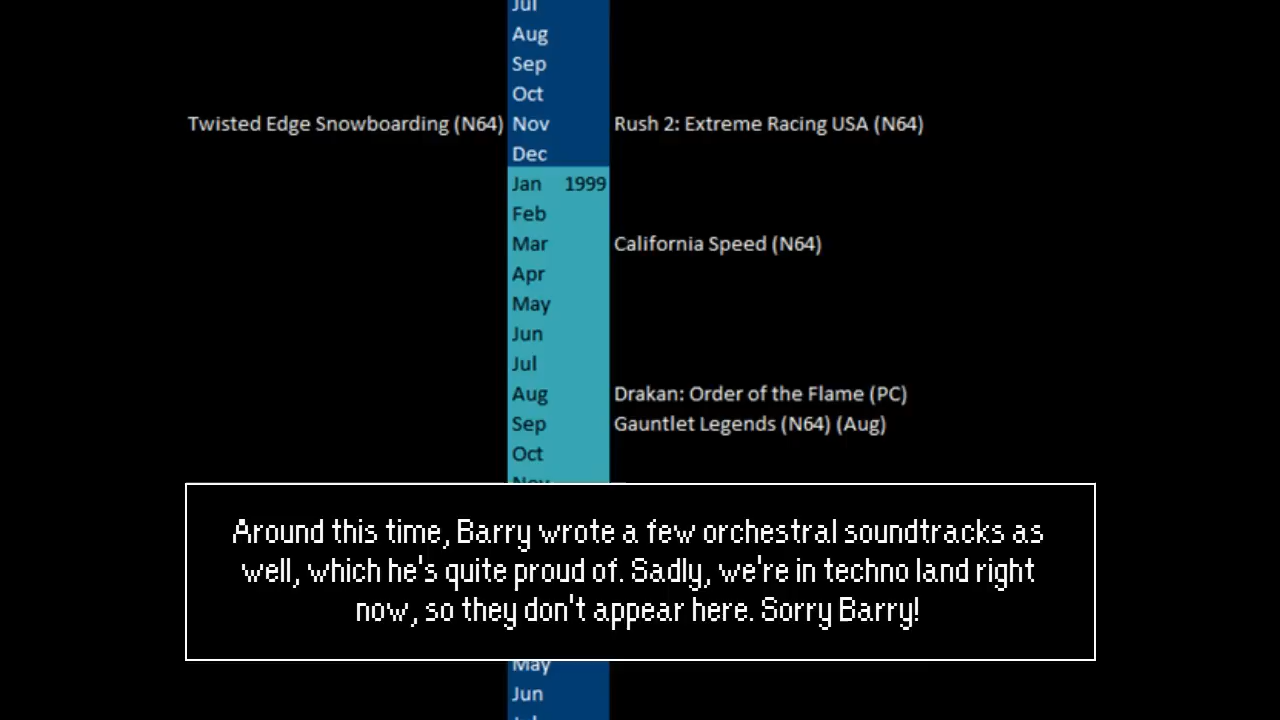 Jul
Aug
Sep
Oct
Twisted Edge Snowboarding (N64) Nov Rush 2: Extreme Racing USA (N64)
Dec
Jan 1999
Feb
Mar California Speed (N64)
Apr
May
Jun
Jul
Aug Drakan: Order of the Flame (PC)
Sep Gauntlet Legends (N64) (Aug)
Oct
Nov
Around this time, Barry wrote a few orchestral soundtracks as
well, which he's quite proud of. Sadly, we're in techno land right
now, so they don't appear here. Sorry Barry!
May
Jun